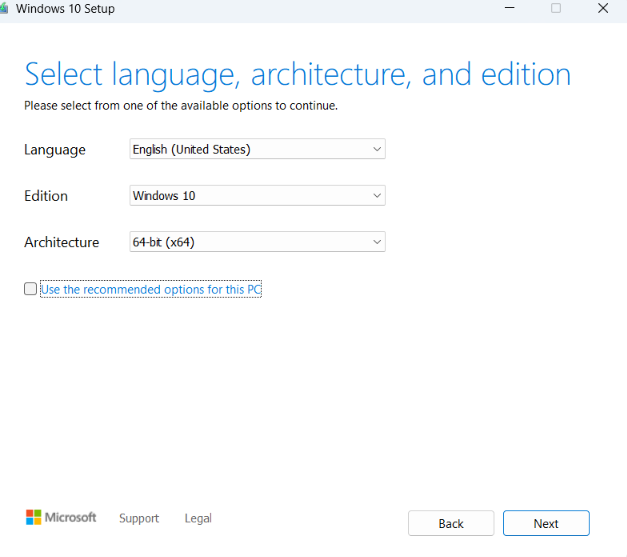 Windows 10 Setup
Select language, architecture, and edition
Please select from one of the available options to continue.
Language English (United States)
Edition Windows 10
Architecture 64-bit (x64)
Use the recommended options for this PC
Microsoft Support Legal Back Next